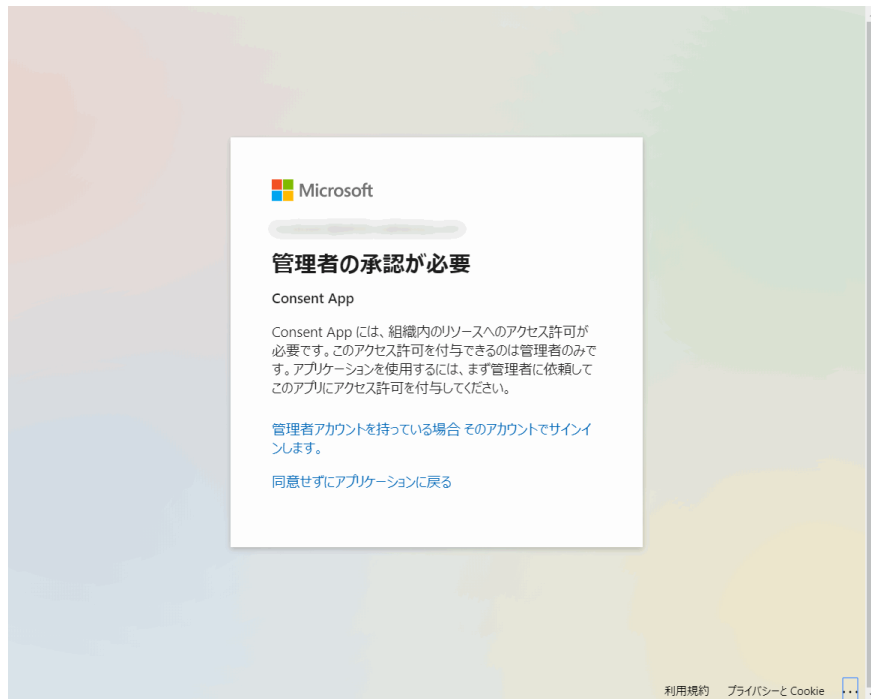 Microsoft
管理者の承認が必要
Consent App
Consent App には、組織内のリソースへのアクセス許可が
必要です。このアクセス許可を付与できるのは管理者のみで
す。アプリケーションを使用するには、まず管理者に依頼して
このアプリにアクセス許可を付与してください。
管理者アカウントを持っている場合 そのアカウントでサインイ
ンします。
同意せずにアプリケーションに戻る
利用規約 プライバシーと Cookie ...